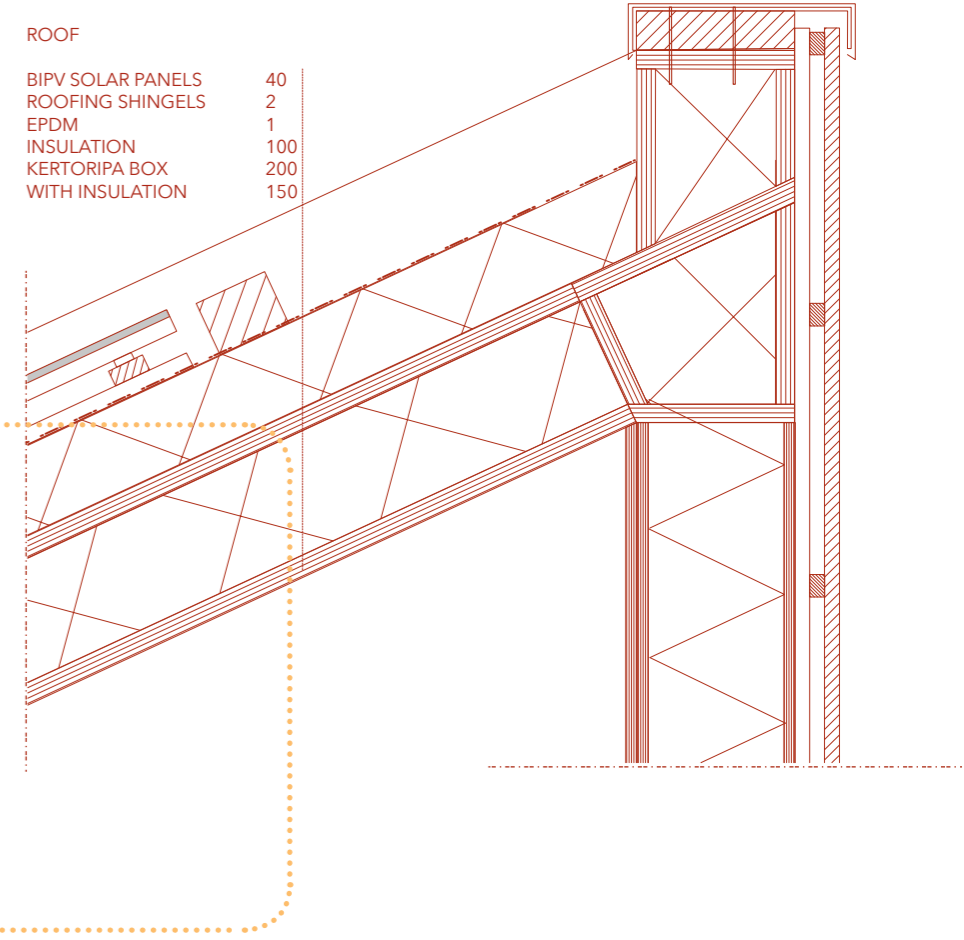 ROOF
BIPV SOLAR PANELS 40
ROOFING SHINGELS 2
EPDM 1
INSULATION 100
KERTORIPA BOX 200
WITH INSULATION 150